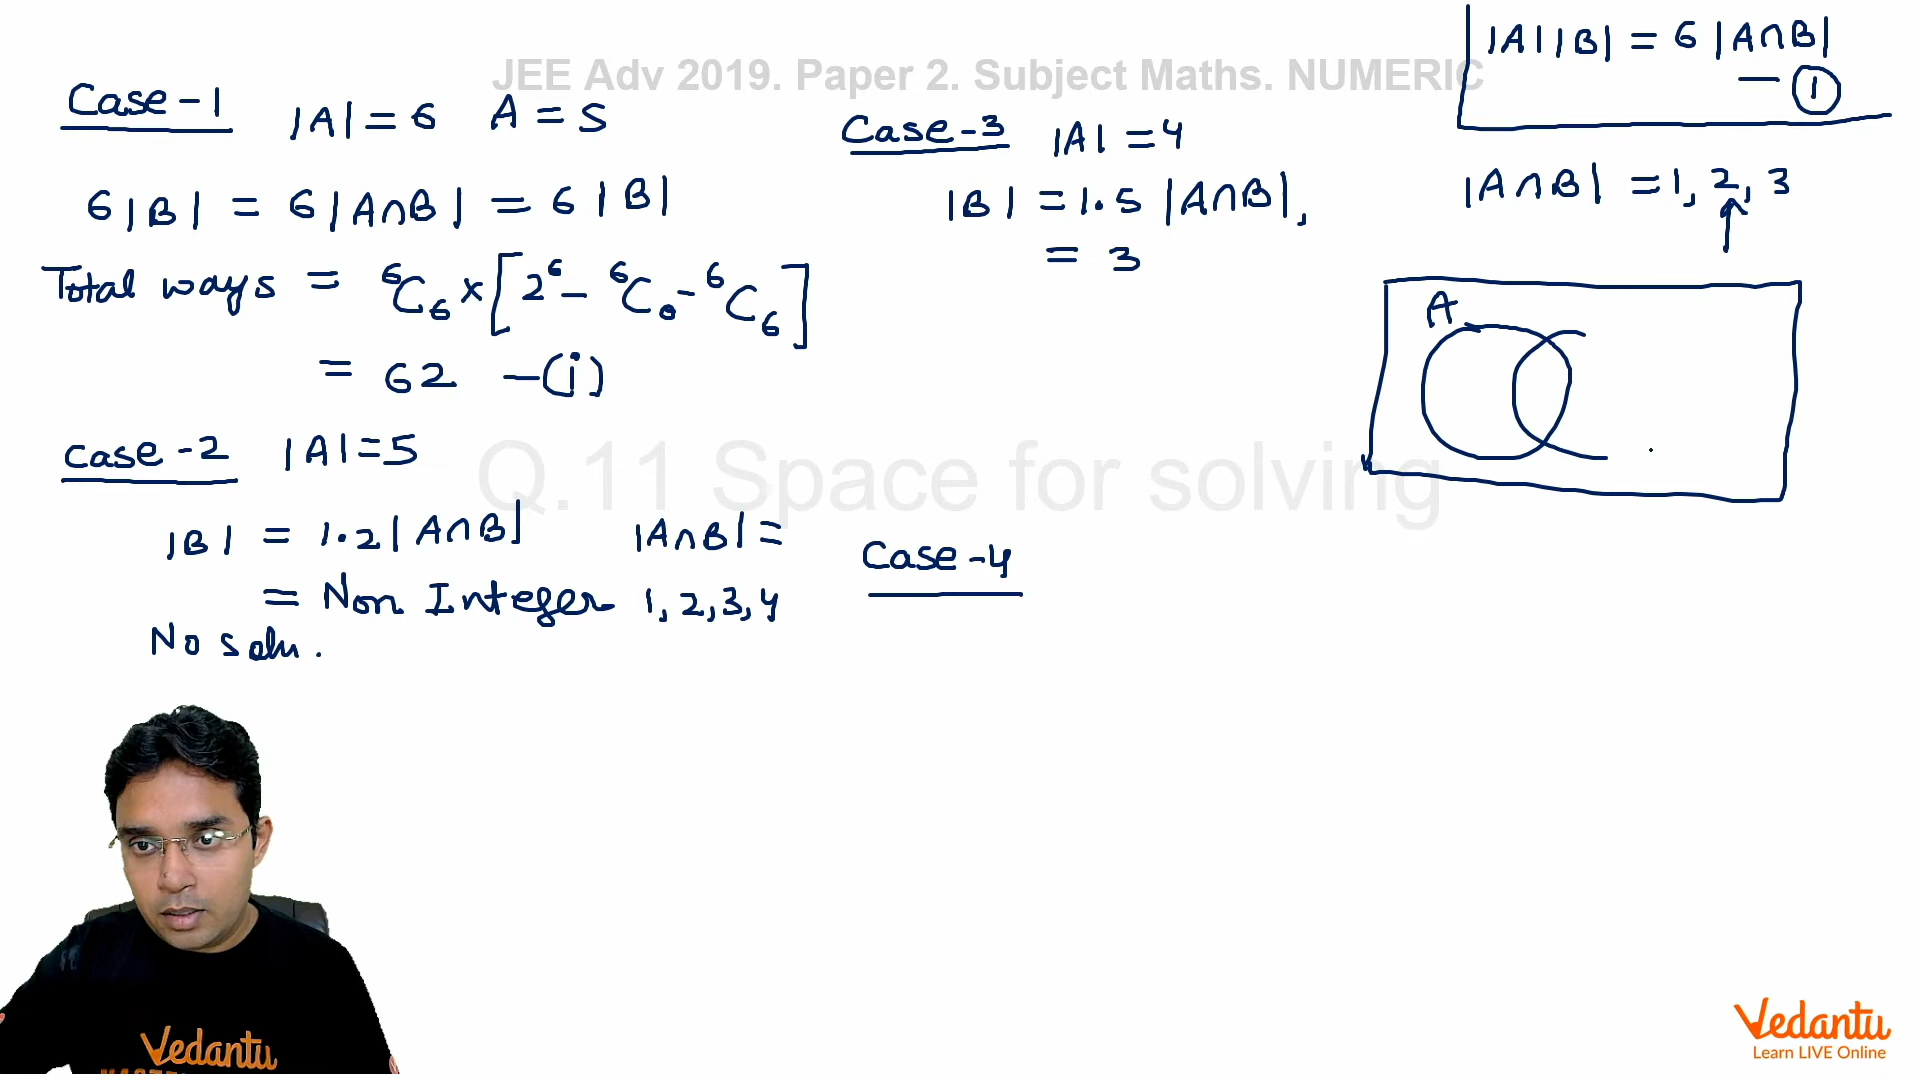 JEE Adv 2019. Paper 2. Subject Maths. NUMERIC
Case-1 |A| = 6 A = S
6|B| = 6|A∩B| = 6|B|
Total ways = ⁶C₆ × [2⁶ - ⁶C₀ - ⁶C₆]
= 62 -(i)
Case-2 |A| = 5
|B| = 1.2|A∩B| |A∩B| =
= Non Integer 1, 2, 3, 4
No soln.
Case-3 |A| = 4
|B| = 1.5 |A∩B|,
= 3
Case-4
|A||B| = 6|A∩B|
— ①
|A∩B| = 1, 2, 3
A
Q.11 Space for solving
Vedantu
Vedantu
Learn LIVE Online